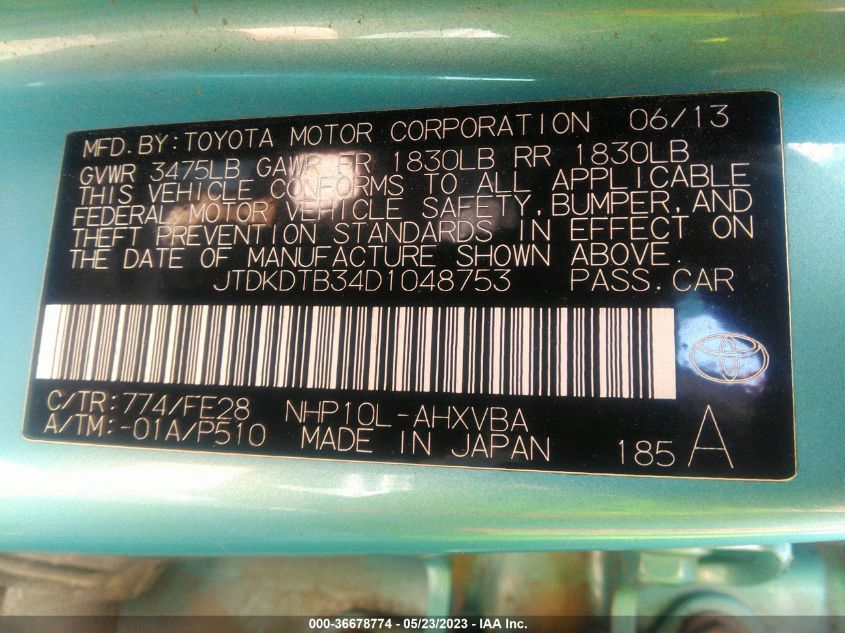 MFD.BY:TOYOTA MOTOR CORPORATION 06/13
GVWR 3475LB GAWR FR 1830LB RR 1830LB
THIS VEHICLE CONFORMS TO ALL APPLICABLE
FEDERAL MOTOR VEHICLE SAFETY,BUMPER,AND
THEFT PREVENTION STANDARDS IN EFFECT ON
THE DATE OF MANUFACTURE SHOWN ABOVE.
JTDKDTB34D1048753 PASS.CAR
C/TR:774/FE28 NHP10L-AHXVBA
A/TM:-01A/P510 MADE IN JAPAN 185 A
000-36678774 - 05/23/2023 - IAA Inc.